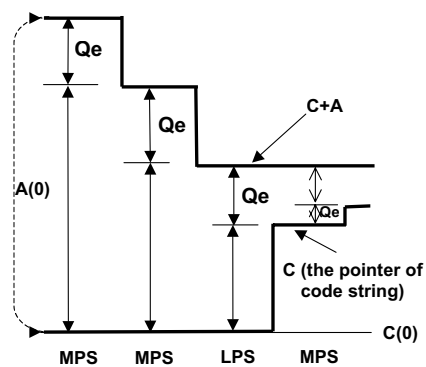 Qe
Qe
C+A
A(0)
Qe
Qe
C (the pointer of
code string)
C(0)
MPS MPS LPS MPS